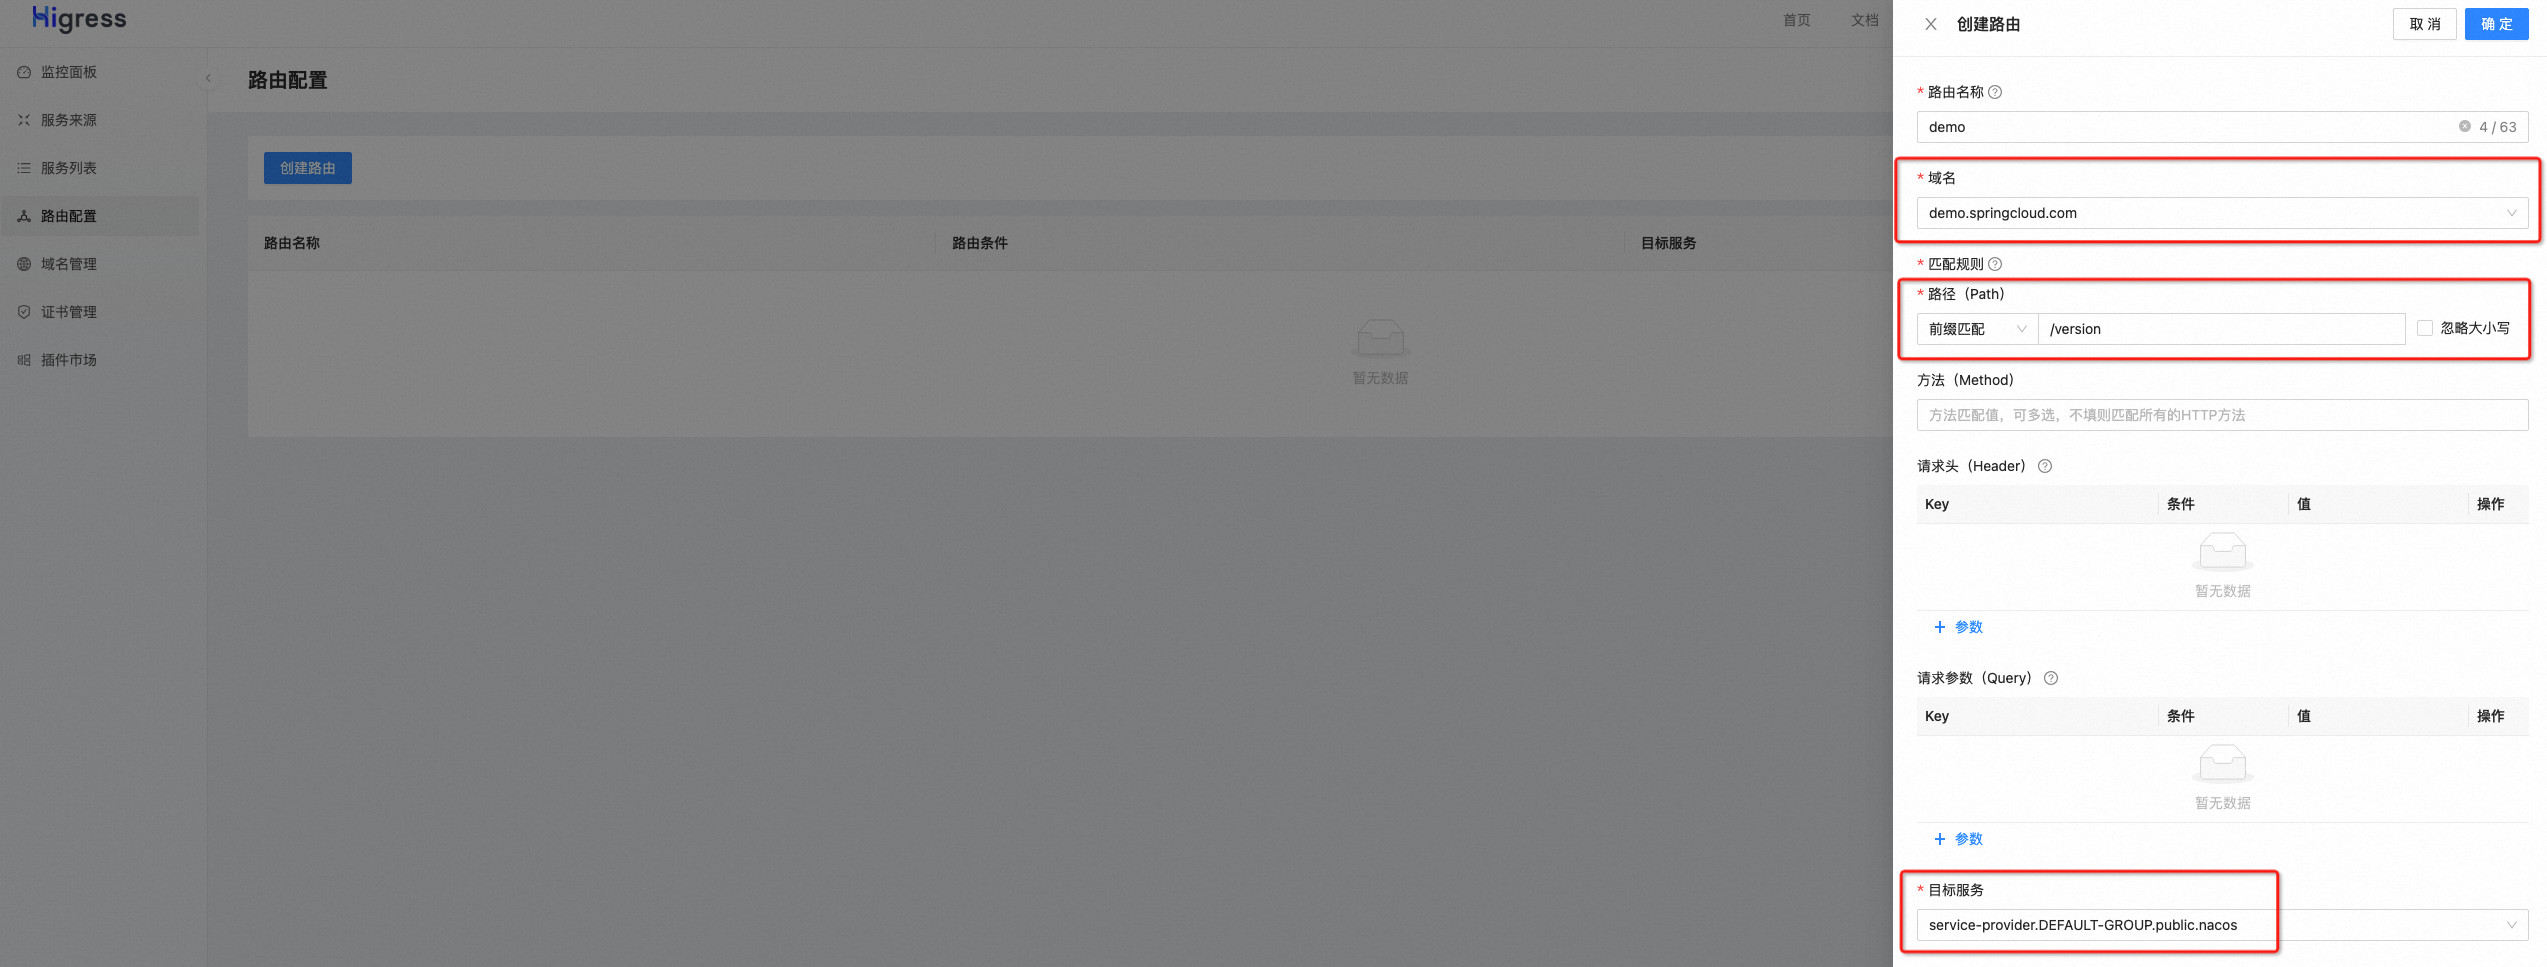 Higress
首页
文档
监控面板
服务来源
服务列表
路由配置
域名管理
证书管理
插件市场
路由配置
创建路由
路由名称
路由条件
目标服务
暂无数据
创建路由
取 消
确 定
* 路由名称
demo
4 / 63
* 域名
demo.springcloud.com
* 匹配规则
* 路径（Path）
前缀匹配
/version
忽略大小写
方法（Method）
方法匹配值，可多选，不填则匹配所有的HTTP方法
请求头（Header）
Key 条件 值 操作
暂无数据
+ 参数
请求参数（Query）
Key 条件 值 操作
暂无数据
+ 参数
* 目标服务
service-provider.DEFAULT-GROUP.public.nacos